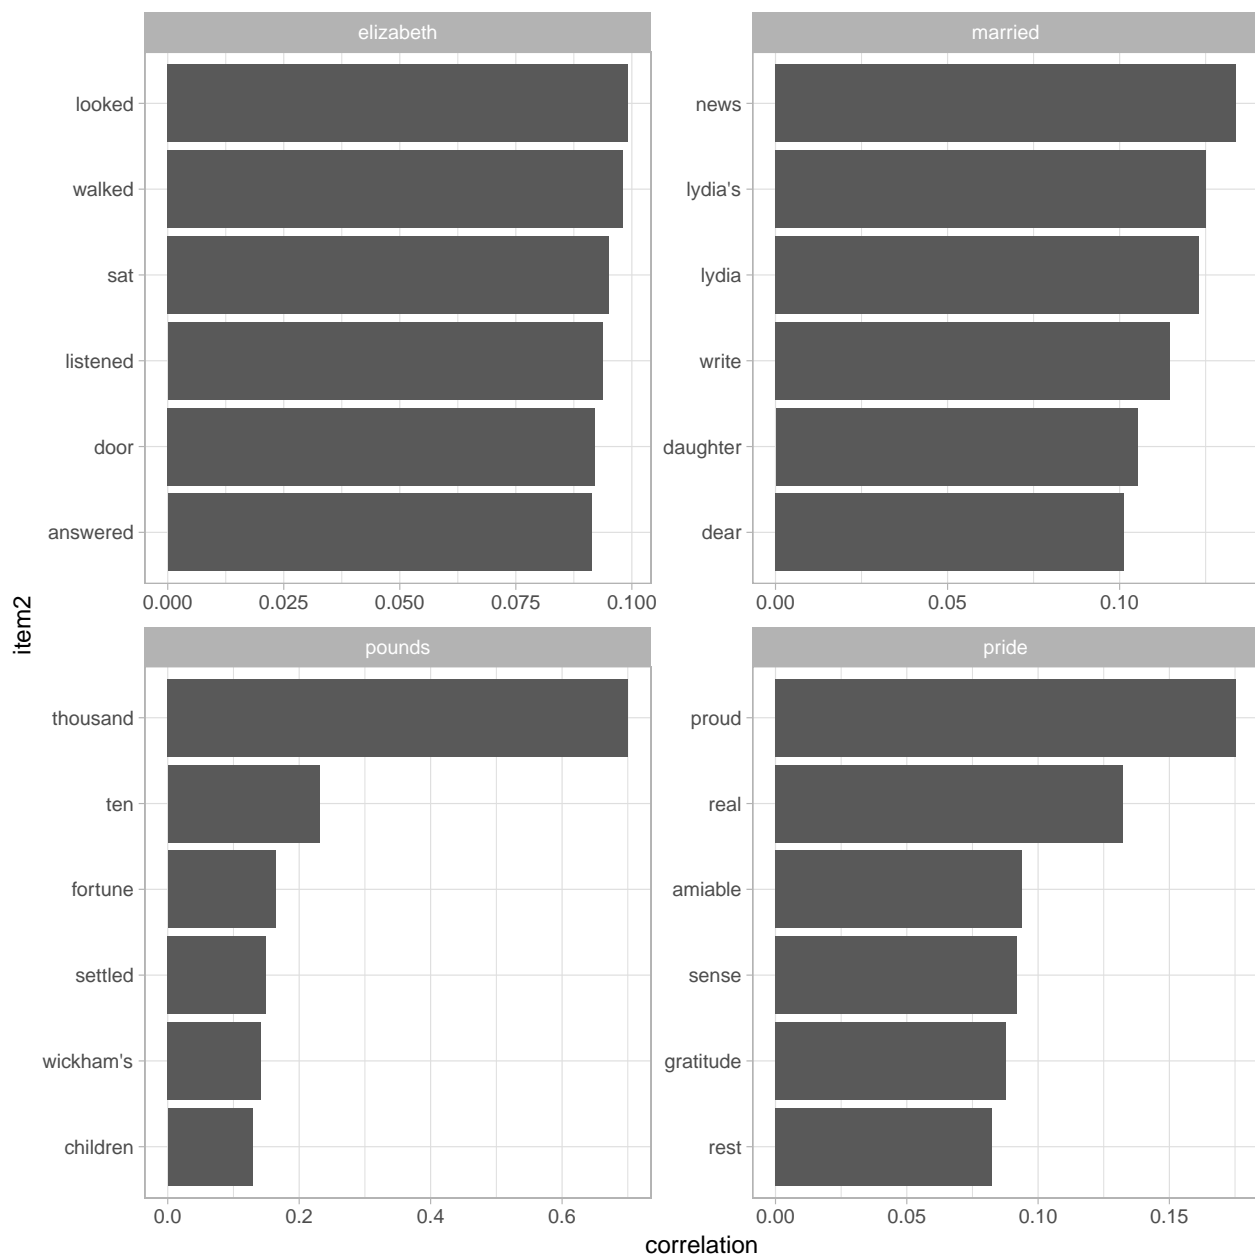 elizabeth
looked
walked
sat
listened
door
answered
0.000 0.025 0.050 0.075 0.100
married
news
lydia's
lydia
write
daughter
dear
0.00 0.05 0.10
item2
pounds
thousand
ten
fortune
settled
wickham's
children
0.0 0.2 0.4 0.6
pride
proud
real
amiable
sense
gratitude
rest
0.00 0.05 0.10 0.15
correlation